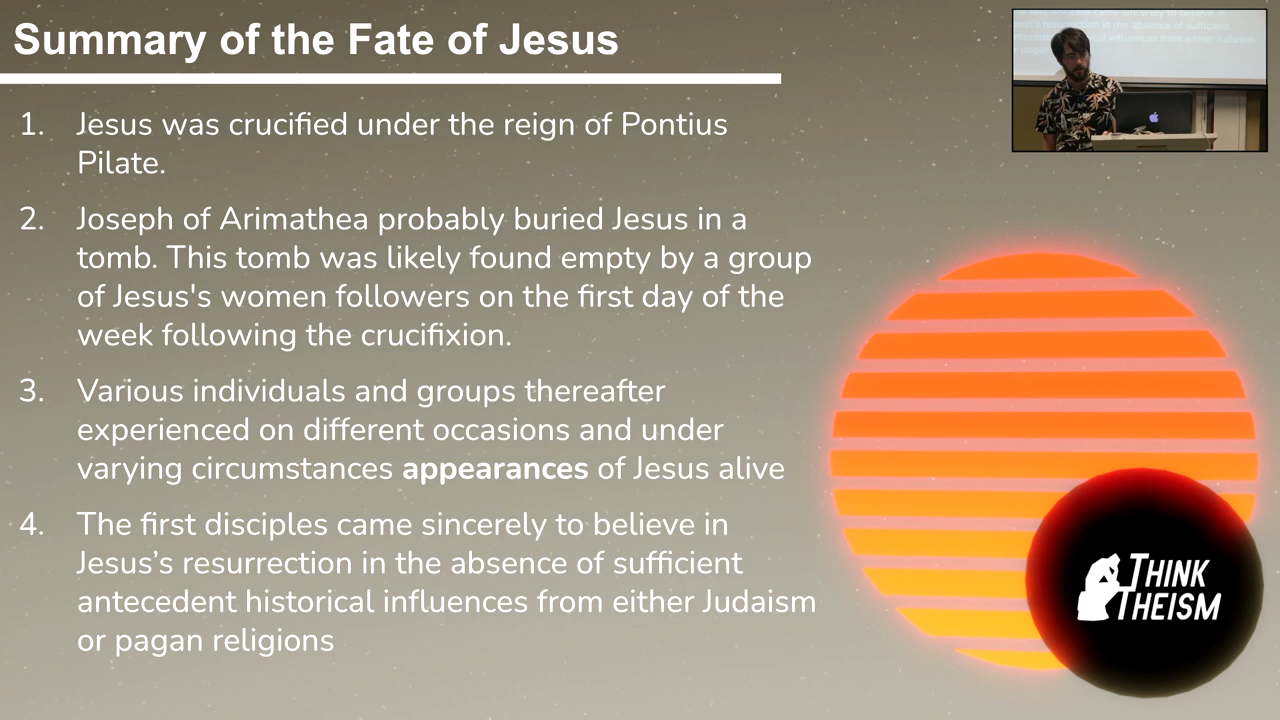 Summary of the Fate of Jesus
1. Jesus was crucified under the reign of Pontius
Pilate.
2. Joseph of Arimathea probably buried Jesus in a
tomb. This tomb was likely found empty by a group
of Jesus's women followers on the first day of the
week following the crucifixion.
3. Various individuals and groups thereafter
experienced on different occasions and under
varying circumstances appearances of Jesus alive
4. The first disciples came sincerely to believe in
Jesus’s resurrection in the absence of sufficient
antecedent historical influences from either Judaism
or pagan religions
THINK
THEISM